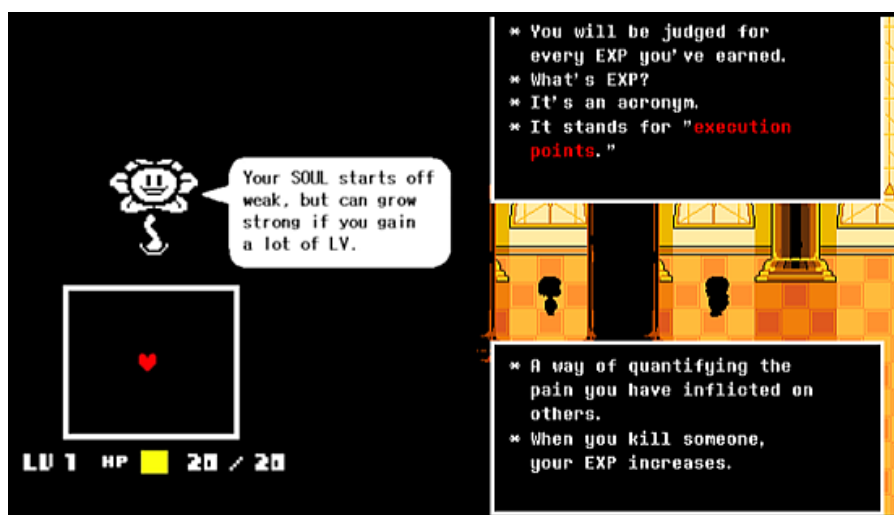 Your SOUL starts off
weak, but can grow
strong if you gain
a lot of LV.
LV 1 HP 20 / 20
* You will be judged for
every EXP you've earned.
* What's EXP?
* It's an acronym.
* It stands for "execution
points."
* A way of quantifying the
pain you have inflicted on
others.
* When you kill someone,
your EXP increases.